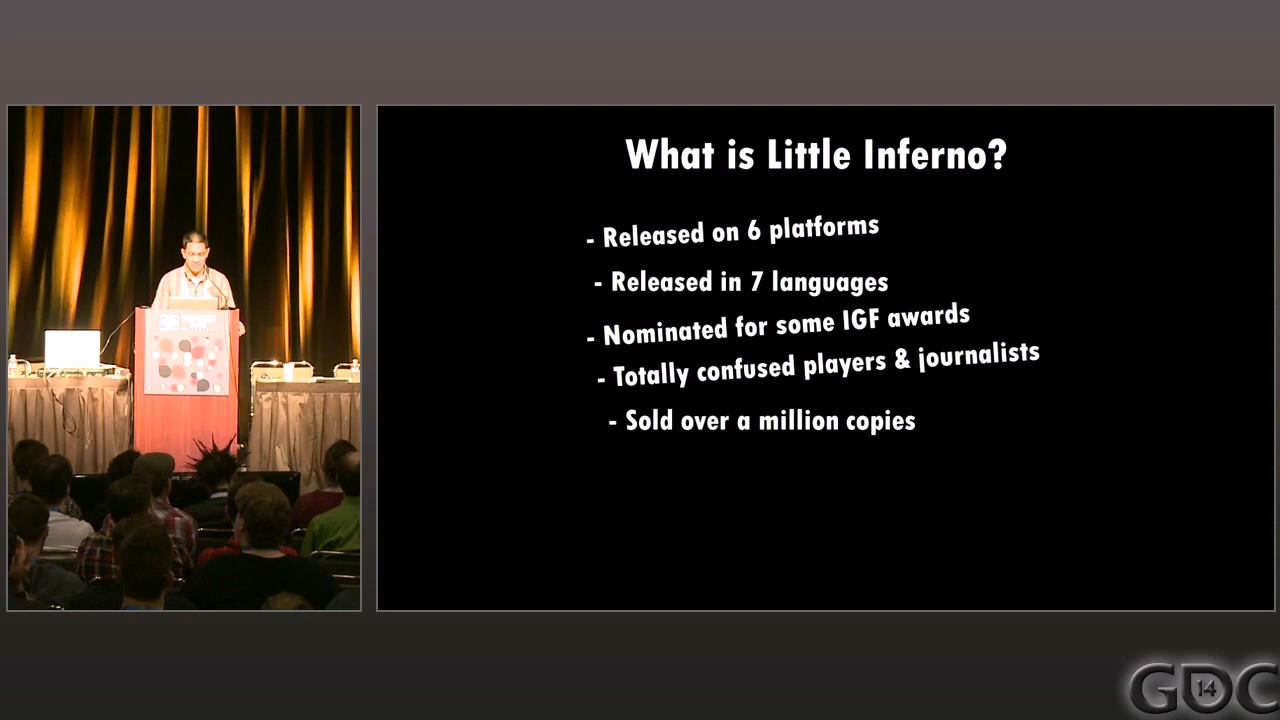 What is Little Inferno?
- Released on 6 platforms
- Released in 7 languages
- Nominated for some IGF awards
- Totally confused players & journalists
- Sold over a million copies
GDC
14